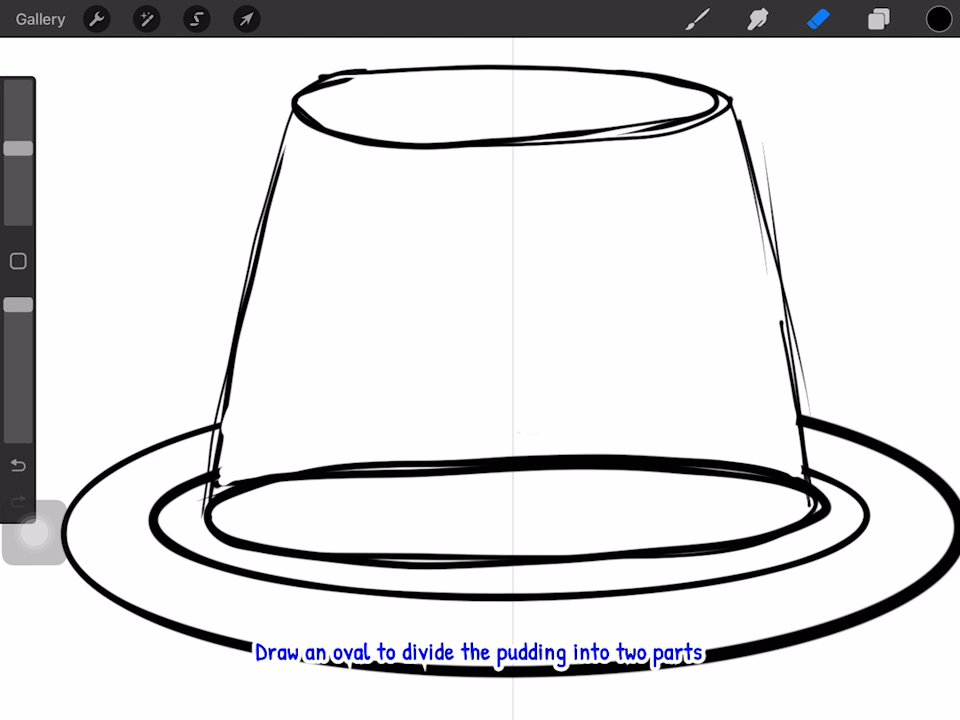 Gallery
Draw an oval to divide the pudding into two parts